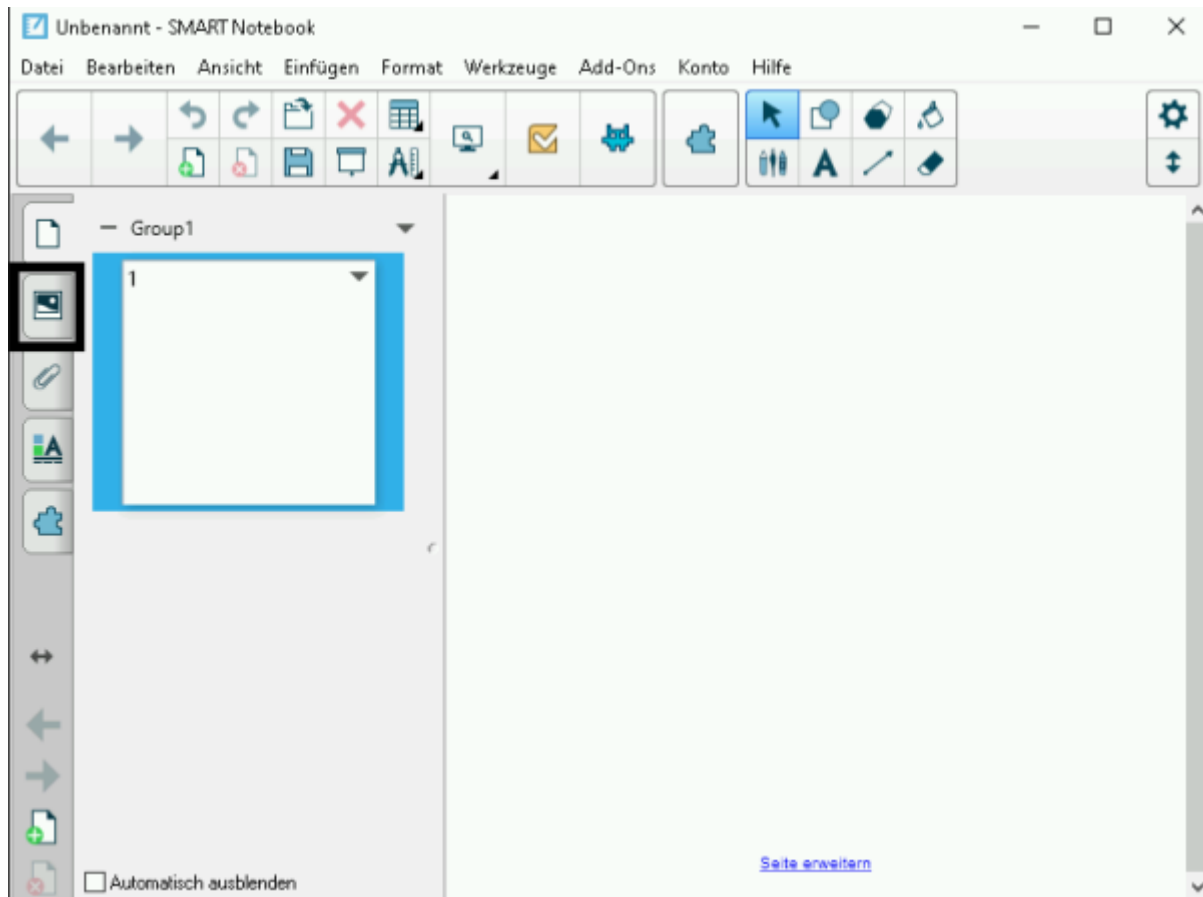 Unbenannt - SMART Notebook
Datei Bearbeiten Ansicht Einfügen Format Werkzeuge Add-Ons Konto Hilfe
Group1
1
Seite erweitern
Automatisch ausblenden